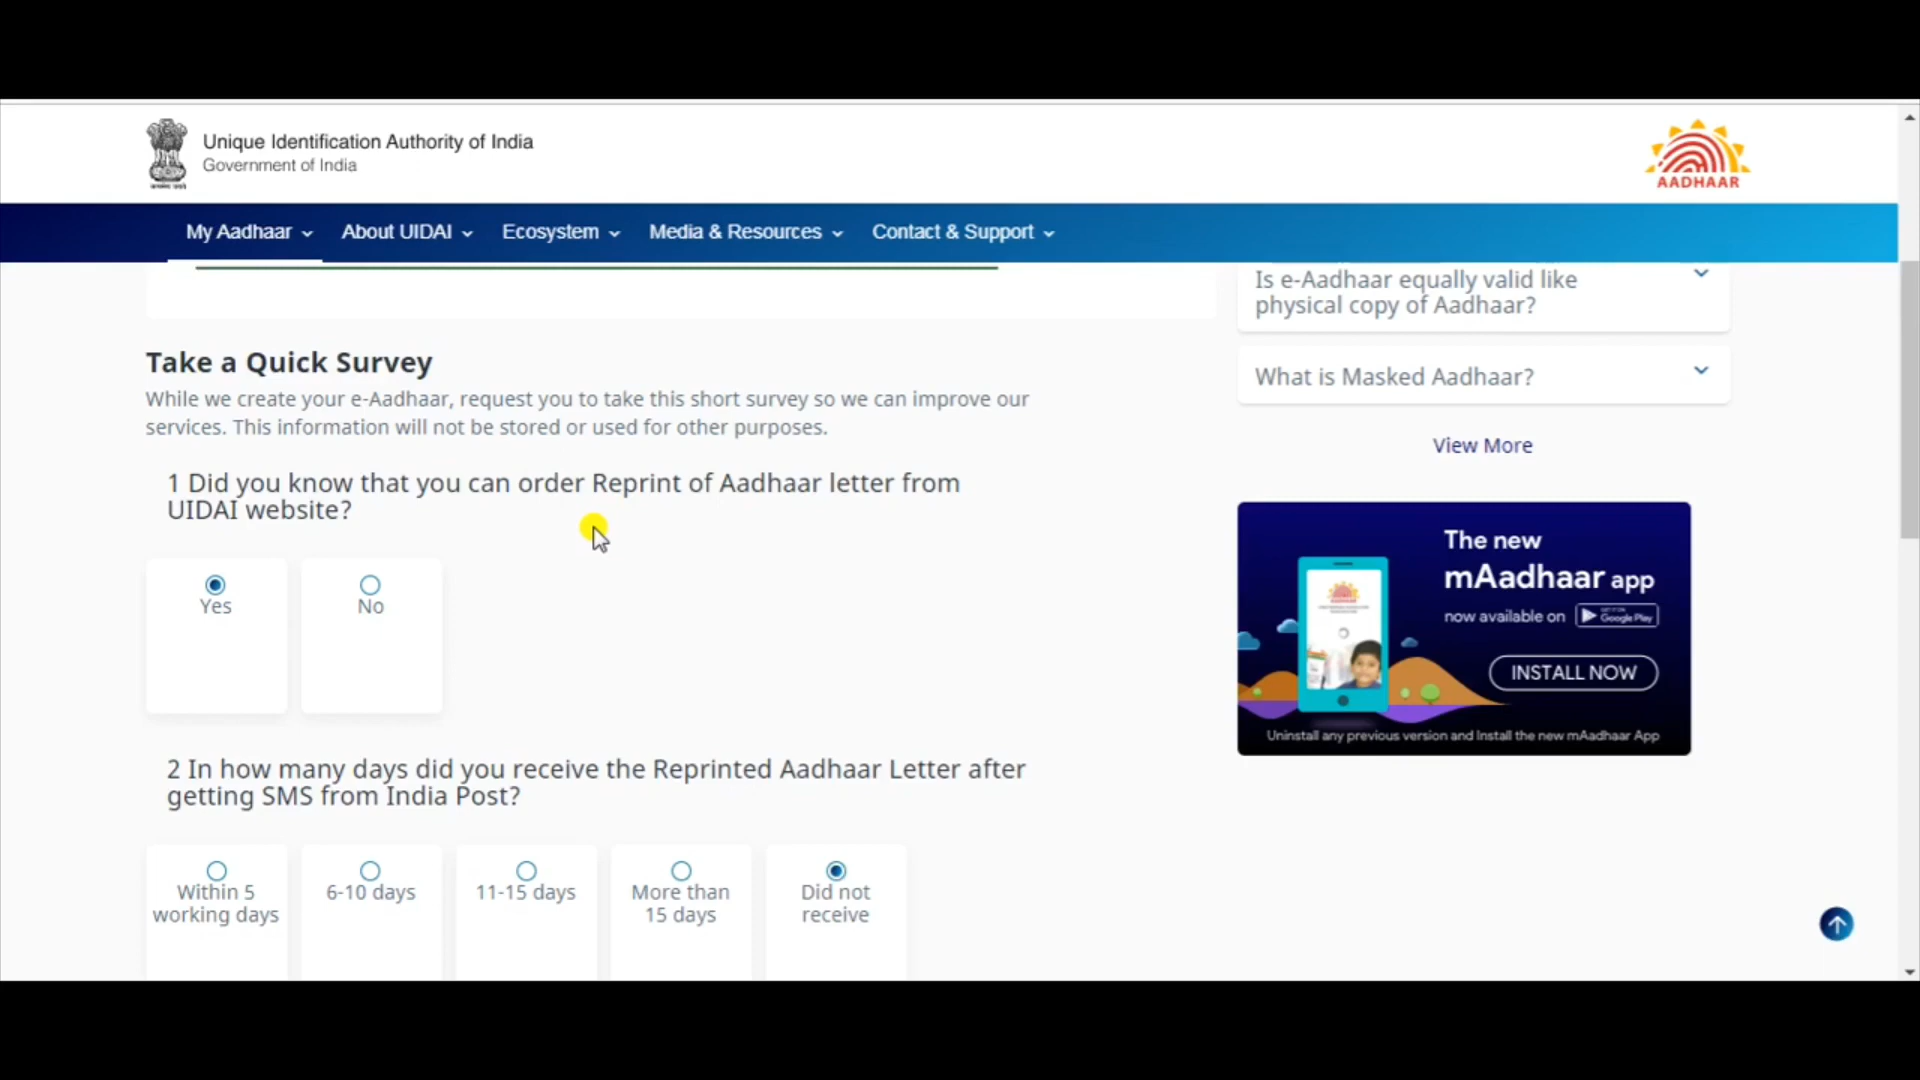 Unique Identification Authority of India
Government of India
AADHAAR
My Aadhaar
About UIDAI
Ecosystem
Media & Resources
Contact & Support
Is e-Aadhaar equally valid like
physical copy of Aadhaar?
What is Masked Aadhaar?
View More
Take a Quick Survey
While we create your e-Aadhaar, request you to take this short survey so we can improve our
services. This information will not be stored or used for other purposes.
1 Did you know that you can order Reprint of Aadhaar letter from
UIDAI website?
Yes
No
The new
mAadhaar app
now available on
GET IT ON
Google Play
INSTALL NOW
Uninstall any previous version and Install the new mAadhaar App
2 In how many days did you receive the Reprinted Aadhaar Letter after
getting SMS from India Post?
Within 5
working days
6-10 days
11-15 days
More than
15 days
Did not
receive